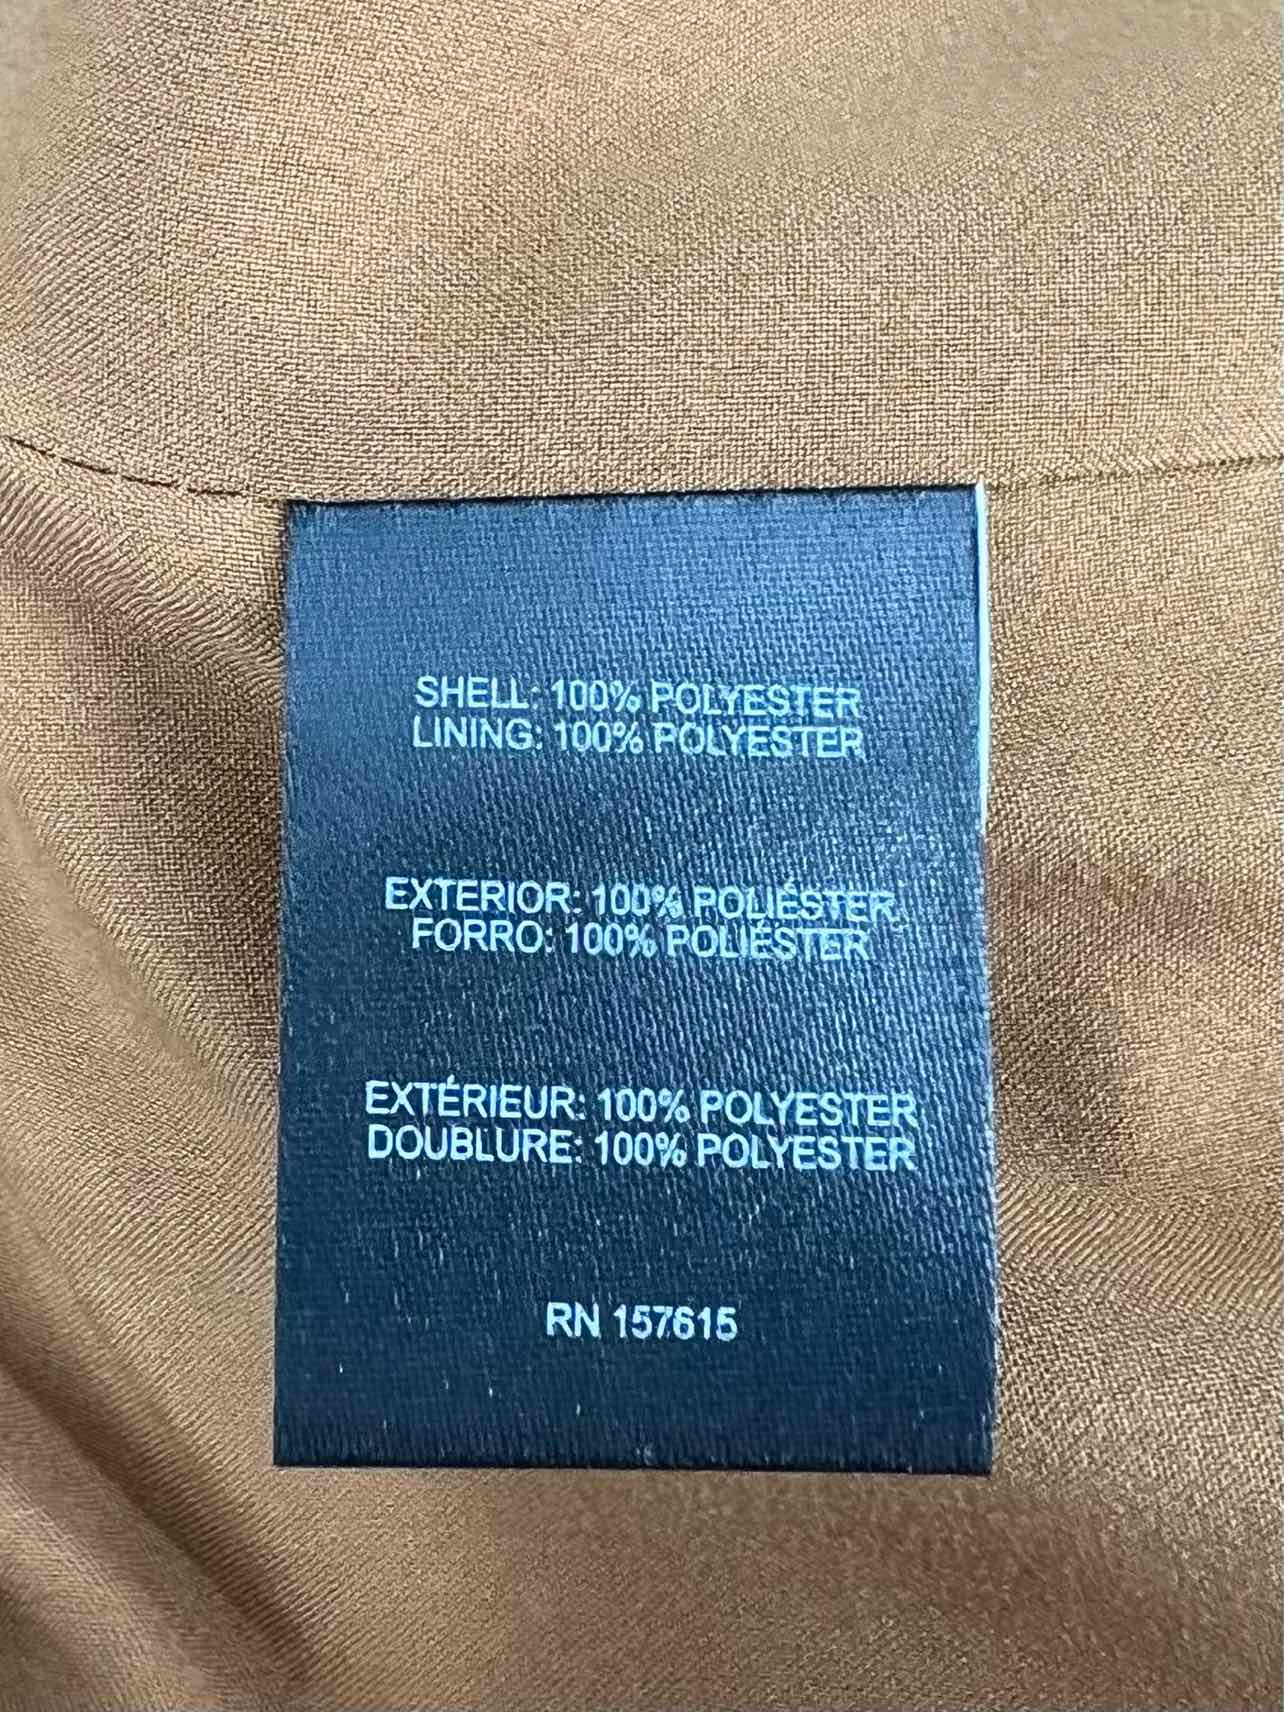 SHELL: 100% POLYESTER
LINING: 100% POLYESTER
EXTERIOR: 100% POLIÉSTER
FORRO: 100% POLIÉSTER
EXTÉRIEUR: 100% POLYESTER
DOUBLURE: 100% POLYESTER
RN 157615